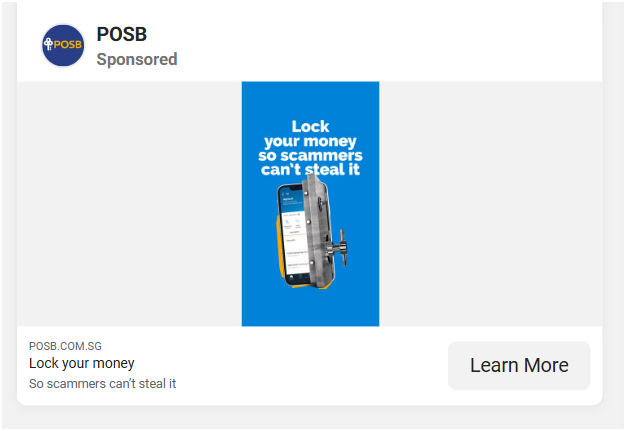 POSB
POSB
Sponsored
Lock
your money
so scammers
can't steal it
POSB.COM.SG
Lock your money
So scammers can't steal it
Learn More